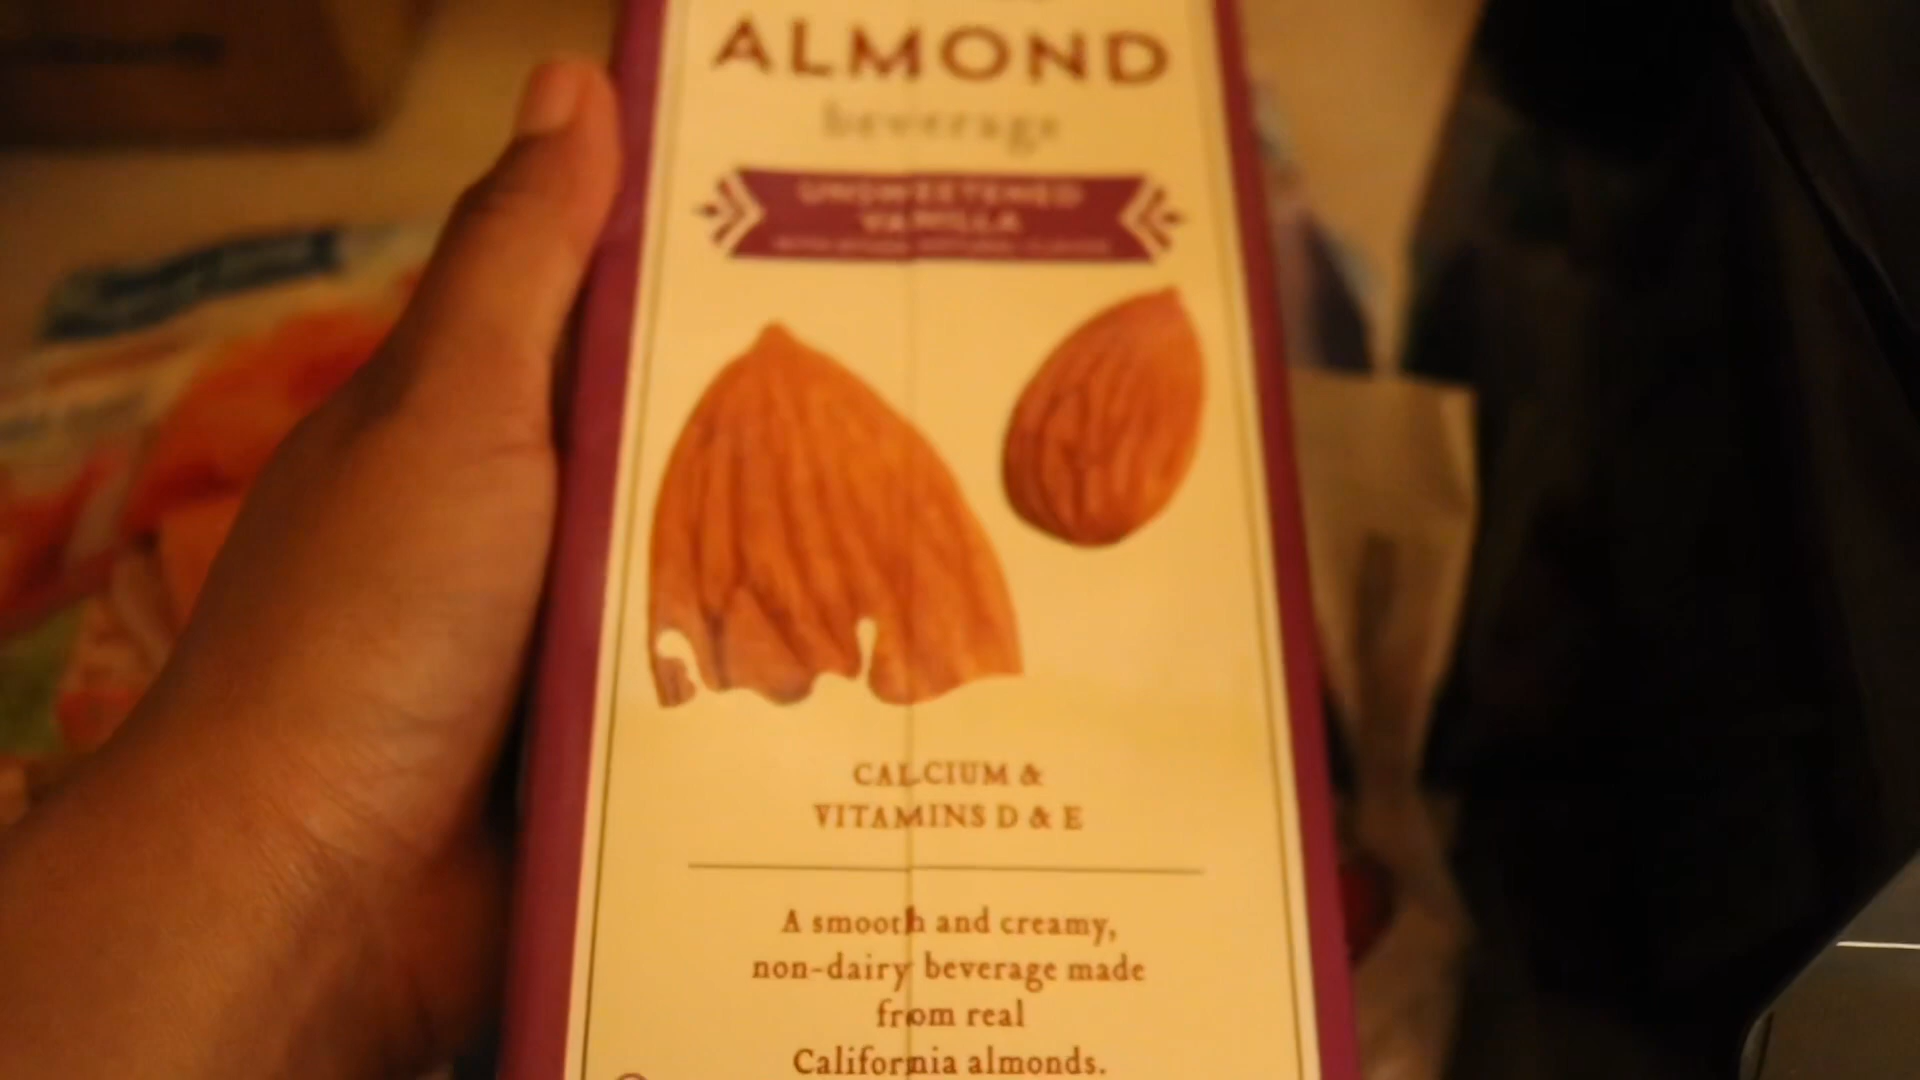 ALMOND
beverage
UNSWEETENED
VANILLA
CALCIUM &
VITAMINS D & E
A smooth and creamy,
non-dairy beverage made
from real
California almonds.